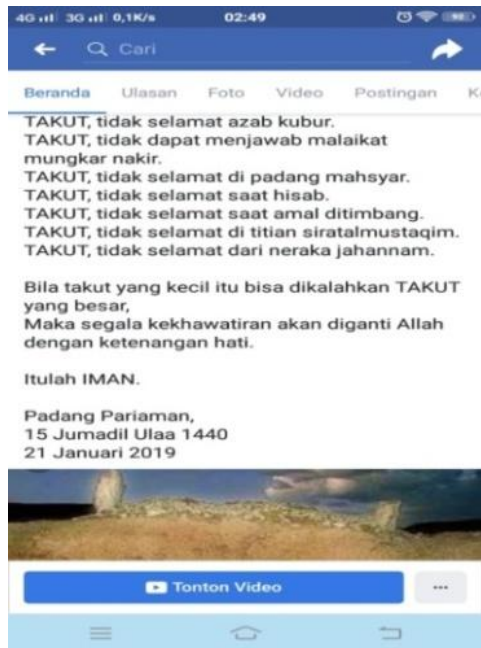 4G 3G 0,1K/s 02:49
Cari
Beranda Ulasan Foto Video Postingan
TAKUT, tidak selamat azab kubur.
TAKUT, tidak dapat menjawab malaikat
mungkar nakir.
TAKUT, tidak selamat di padang mahsyar.
TAKUT, tidak selamat saat hisab.
TAKUT, tidak selamat saat amal ditimbang.
TAKUT, tidak selamat di titian siratalmustaqim.
TAKUT, tidak selamat dari neraka jahannam.
Bila takut yang kecil itu bisa dikalahkan TAKUT
yang besar,
Maka segala kekhawatiran akan diganti Allah
dengan ketenangan hati.
Itulah IMAN.
Padang Pariaman,
15 Jumadil Ulaa 1440
21 Januari 2019
Tonton Video